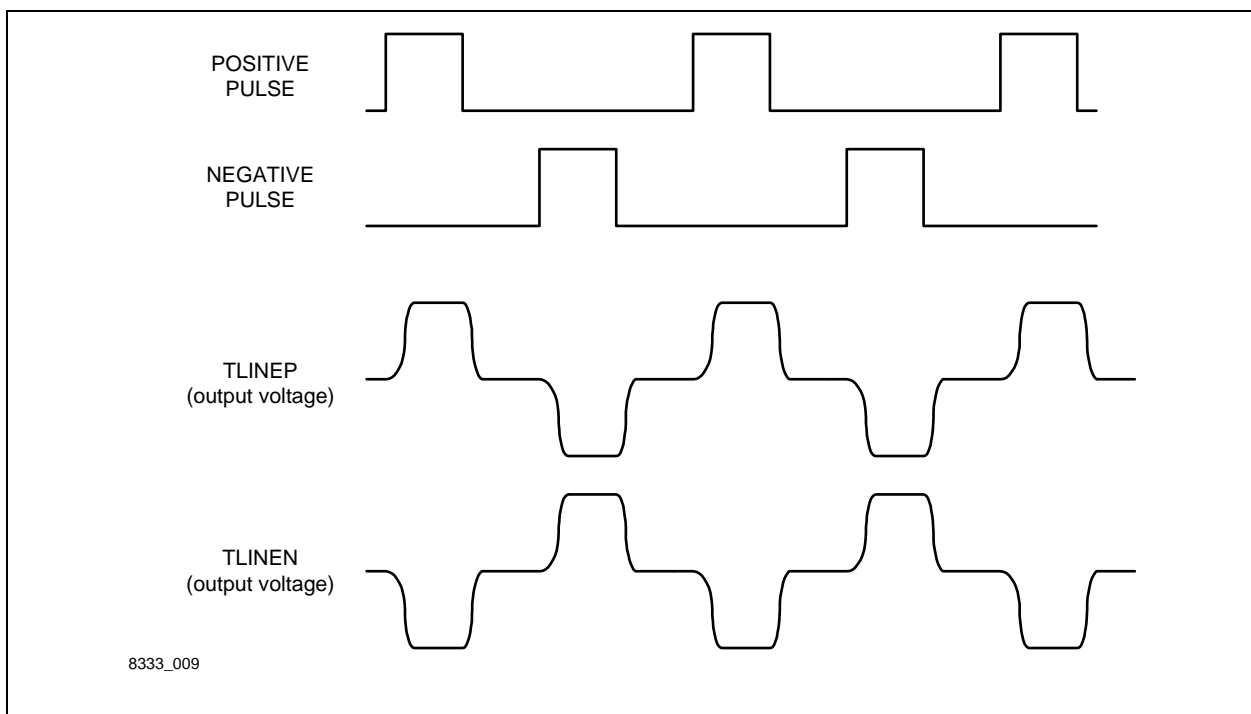 POSITIVE
PULSE
NEGATIVE
PULSE
TLINEP
(output voltage)
TLINEN
(output voltage)
8333_009